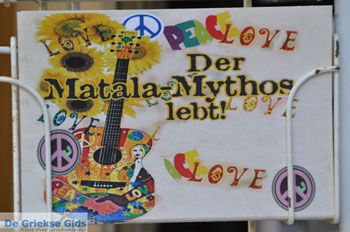 LOVE PEACE LOVE
Der
Matala-Mythos
lebt!
LOVE
LOVE
PEACE LOVE
© De Griekse Gids